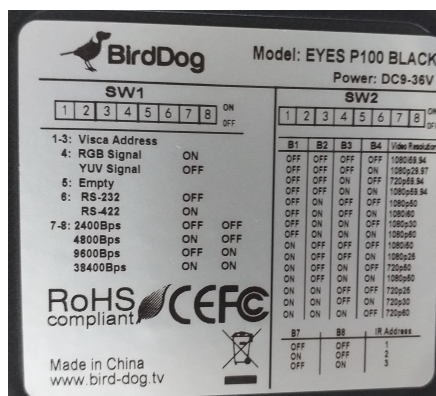 BirdDog
Model: EYES P100 BLACK
Power: DC9-36V
SW1
1 2 3 4 5 6 7 8 ON OFF
1-3: Visca Address
4: RGB Signal ON
YUV Signal OFF
5: Empty
6: RS-232 OFF
RS-422 ON
7-8: 2400Bps OFF OFF
4800Bps ON OFF
9600Bps OFF ON
38400Bps ON ON
RoHS
compliant
CE FC
Made in China
www.bird-dog.tv
SW2
1 2 3 4 5 6 7 8 ON OFF
B1 B2 B3 B4 Video Resolution
OFF OFF OFF OFF 1080i59.94
OFF OFF OFF ON 1080p29.97
OFF OFF ON OFF 720p59.94
OFF OFF ON ON 1080p59.94
OFF ON OFF OFF 1080p50
OFF ON OFF ON 1080i60
OFF ON ON OFF 1080p30
OFF ON ON ON 1080p60
ON OFF OFF OFF 1080i50
ON OFF OFF ON 1080p25
ON OFF ON OFF 720p50
ON OFF ON ON
ON ON OFF OFF 720p25
ON ON OFF ON 720p30
ON ON ON OFF 720p60
B7 B8 IR Address
OFF OFF 1
ON OFF 2
OFF ON 3